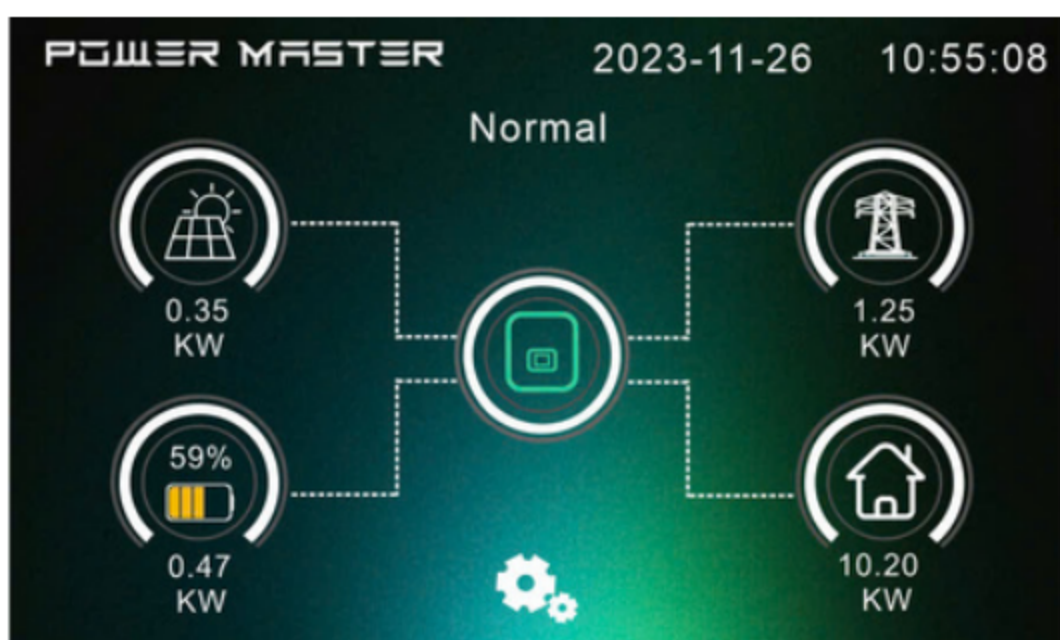 POWER MASTER 2023-11-26 10:55:08
Normal
0.35
KW
1.25
KW
59%
0.47
KW
10.20
KW